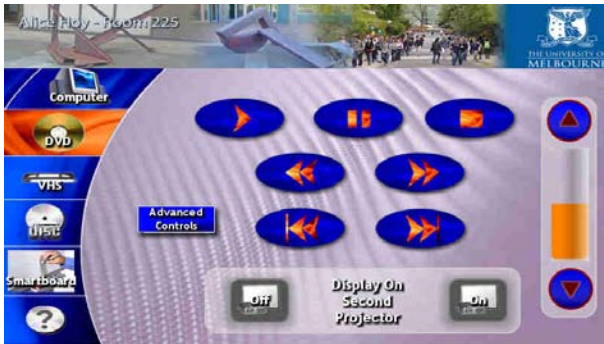 Alice Hoy - Room 225
THE UNIVERSITY OF
MELBOURNE
Computer
DVD
VHS
DISC
Smartboard
?
Advanced
Controls
Off
Display On
Second
Projector
On